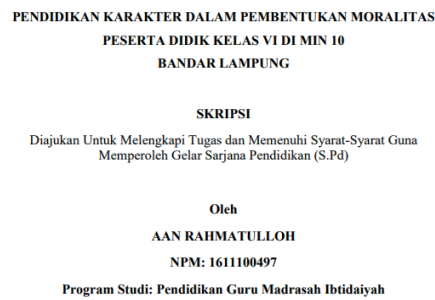 PENDIDIKAN KARAKTER DALAM PEMBENTUKAN MORALITAS
PESERTA DIDIK KELAS VI DI MIN 10
BANDAR LAMPUNG
SKRIPSI
Diajukan Untuk Melengkapi Tugas dan Memenuhi Syarat-Syarat Guna
Memperoleh Gelar Sarjana Pendidikan (S.Pd)
Oleh
AAN RAHMATULLOH
NPM: 1611100497
Program Studi: Pendidikan Guru Madrasah Ibtidaiyah